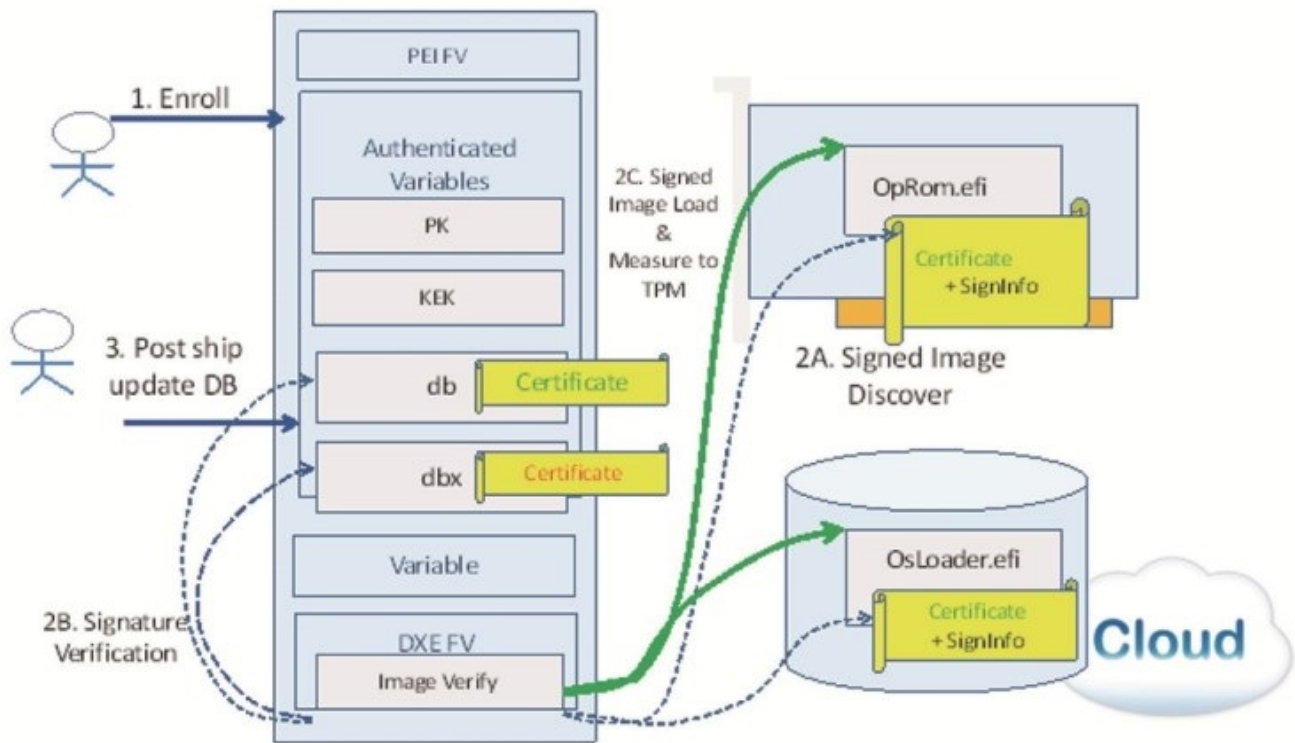 PEI FV
1. Enroll
Authenticated
Variables
PK
KEK
3. Post ship
update DB
db
Certificate
dbx
Certificate
Variable
2B. Signature
Verification
DXE FV
Image Verify
2C. Signed
Image Load
&
Measure to
TPM
OpRom.efi
Certificate
+ SignInfo
2A. Signed Image
Discover
OsLoader.efi
Certificate
+ SignInfo
Cloud